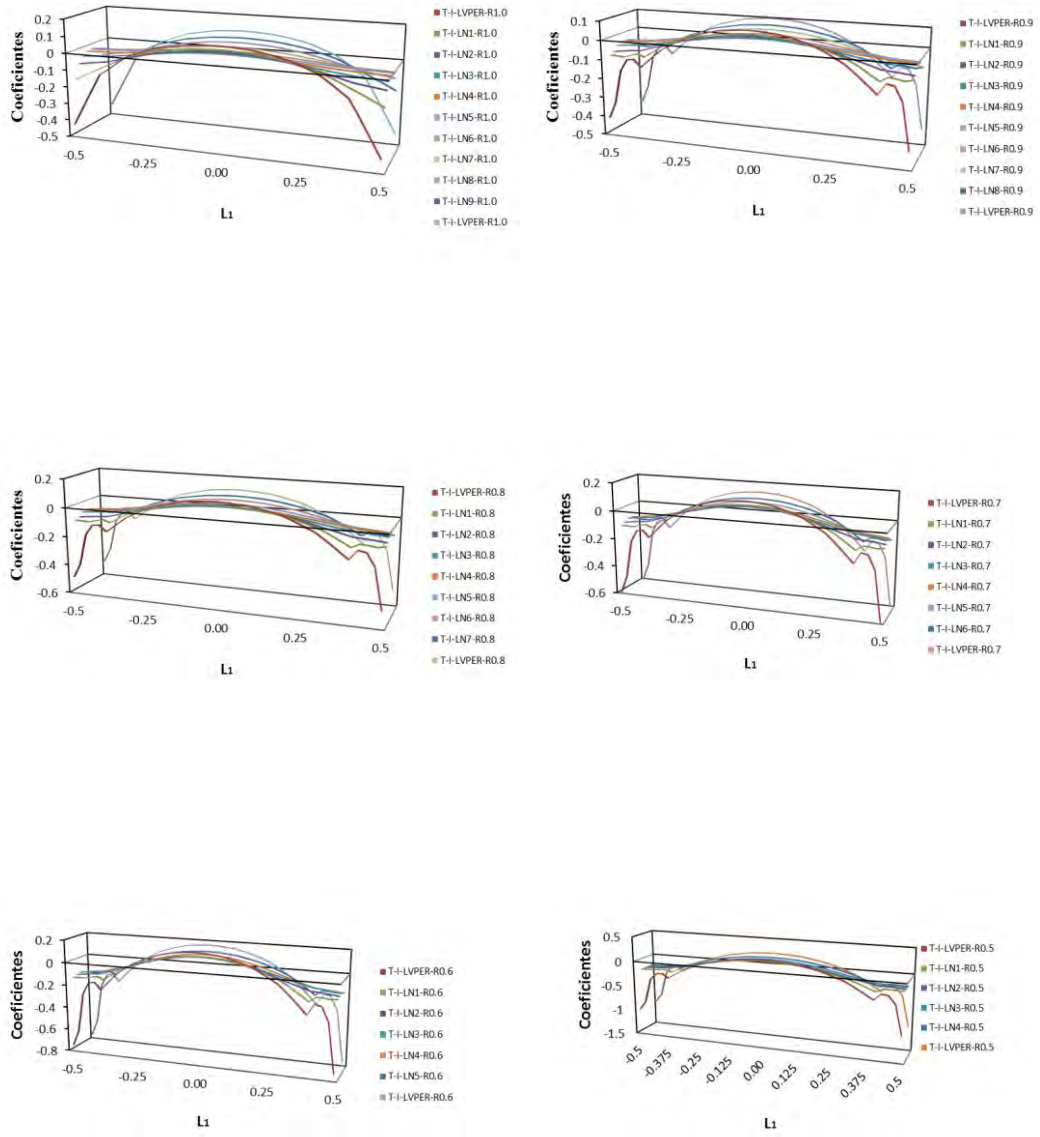 Coeficientes
0.2
0.1
0
-0.1
-0.2
-0.3
-0.4
-0.5
-0.5
-0.25
0.00
0.25
0.5
L1
T-I-LVPER-R1.0
T-I-LN1-R1.0
T-I-LN2-R1.0
T-I-LN3-R1.0
T-I-LN4-R1.0
T-I-LN5-R1.0
T-I-LN6-R1.0
T-I-LN7-R1.0
T-I-LN8-R1.0
T-I-LN9-R1.0
T-I-LVPER-R1.0
Coeficientes
0.1
0
-0.1
-0.2
-0.3
-0.4
-0.5
-0.5
-0.25
0.00
0.25
0.5
L1
T-I-LVPER-R0.9
T-I-LN1-R0.9
T-I-LN2-R0.9
T-I-LN3-R0.9
T-I-LN4-R0.9
T-I-LN5-R0.9
T-I-LN6-R0.9
T-I-LN7-R0.9
T-I-LN8-R0.9
T-I-LVPER-R0.9
Coeficientes
0.2
0
-0.2
-0.4
-0.6
-0.5
-0.25
0.00
0.25
0.5
L1
T-I-LVPER-R0.8
T-I-LN1-R0.8
T-I-LN2-R0.8
T-I-LN3-R0.8
T-I-LN4-R0.8
T-I-LN5-R0.8
T-I-LN6-R0.8
T-I-LN7-R0.8
T-I-LVPER-R0.8
Coeficientes
0.2
0
-0.2
-0.4
-0.6
-0.5
-0.25
0.00
0.25
0.5
L1
T-I-LVPER-R0.7
T-I-LN1-R0.7
T-I-LN2-R0.7
T-I-LN3-R0.7
T-I-LN4-R0.7
T-I-LN5-R0.7
T-I-LN6-R0.7
T-I-LVPER-R0.7
Coeficientes
0.2
0
-0.2
-0.4
-0.6
-0.8
-0.5
-0.25
0.00
0.25
0.5
L1
T-I-LVPER-R0.6
T-I-LN1-R0.6
T-I-LN2-R0.6
T-I-LN3-R0.6
T-I-LN4-R0.6
T-I-LN5-R0.6
T-I-LVPER-R0.6
Coeficientes
0.5
0
-0.5
-1
-1.5
-0.5
-0.375
-0.25
-0.125
0.00
0.125
0.25
0.375
0.5
L1
T-I-LVPER-R0.5
T-I-LN1-R0.5
T-I-LN2-R0.5
T-I-LN3-R0.5
T-I-LN4-R0.5
T-I-LVPER-R0.5